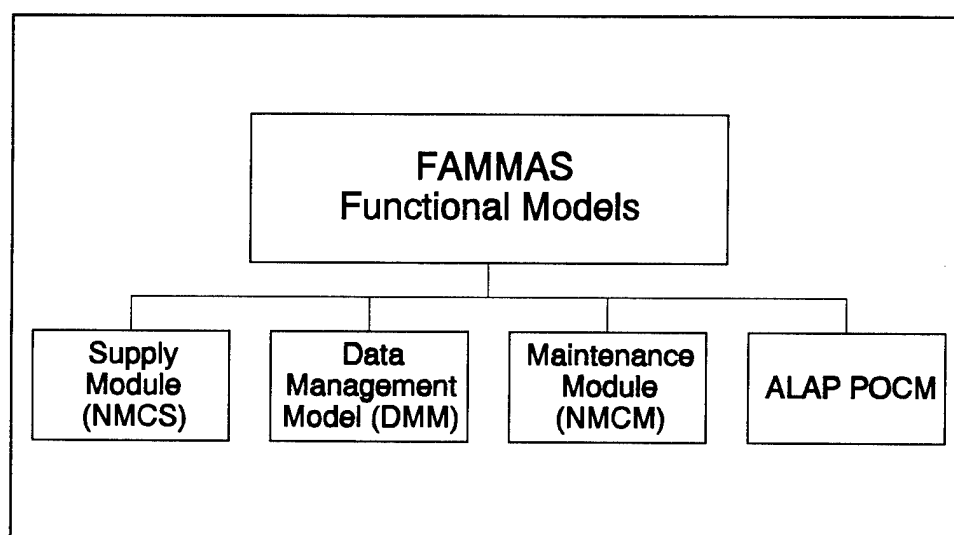 FAMMAS
Functional Models
Supply
Module
(NMCS)
Data
Management
Model (DMM)
Maintenance
Module
(NMCM)
ALAP POCM